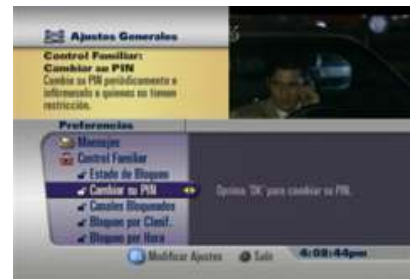 Ajustes Generales
Control Familiar:
Cambiar su PIN
Cambie su PIN periódicamente e
infórmeselo a quienes no tienen
restricción.
Preferencias
Mensajes
Control Familiar
Estado de Bloqueo
Cambiar su PIN
Oprima 'OK' para cambiar su PIN.
Canales Bloqueados
Bloqueo por Clasif.
Bloqueo por Hora
Modificar Ajustes
Salir
4:08:44pm